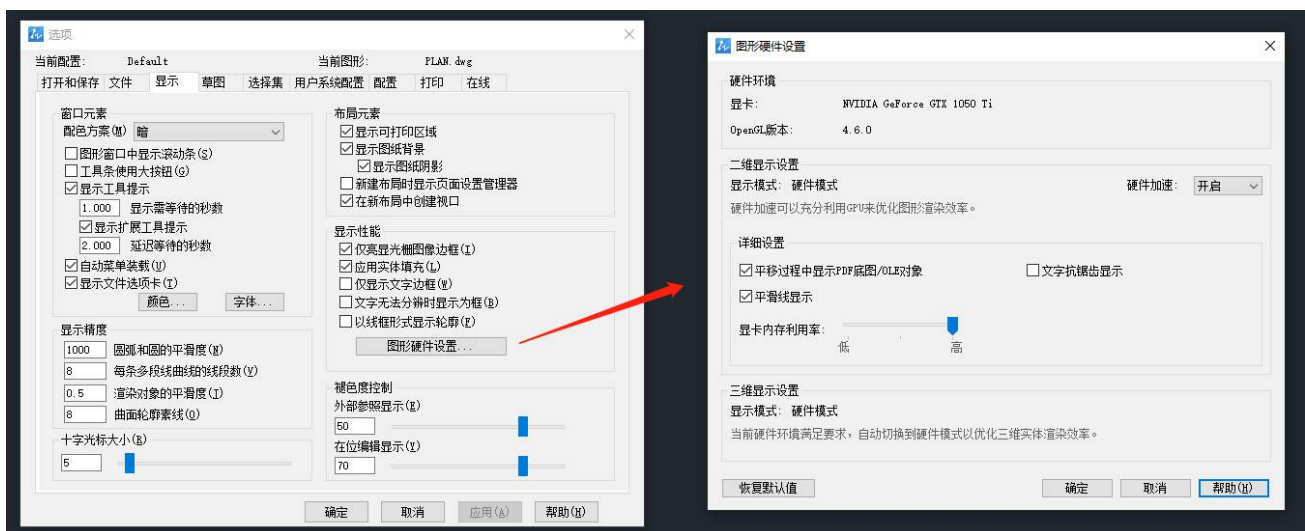 选项
当前配置: Default 当前图形: PLAN.dwg
打开和保存 文件 显示 草图 选择集 用户系统配置 配置 打印 在线
窗口元素
配色方案(M) 暗
图形窗口中显示滚动条(S)
工具条使用大按钮(G)
显示工具提示
1.000 显示需等待的秒数
显示扩展工具提示
2.000 延迟等待的秒数
自动菜单装载(U)
显示文件选项卡(T)
颜色... 字体...
显示精度
1000 圆弧和圆的平滑度(N)
8 每条多段线曲线的线段数(V)
0.5 渲染对象的平滑度(J)
8 曲面轮廓素线(O)
十字光标大小(Z)
5
布局元素
显示可打印区域
显示图纸背景
显示图纸阴影
新建布局时显示页面设置管理器
在新布局中创建视口
显示性能
仅亮显光栅图像边框(I)
应用实体填充(L)
仅显示文字边框(W)
文字无法分辨时显示为框(B)
以线框形式显示轮廓(F)
图形硬件设置...
褪色度控制
外部参照显示(E)
50
在位编辑显示(Y)
70
确定 取消 应用(A) 帮助(H)
图形硬件设置
硬件环境
显卡: NVIDIA GeForce GTX 1050 Ti
OpenGL版本: 4.6.0
二维显示设置
显示模式: 硬件模式 硬件加速: 开启
硬件加速可以充分利用GPU来优化图形渲染效率。
详细设置
平移过程中显示PDF底图/OLE对象 文字抗锯齿显示
平滑线显示
显卡内存利用率:
低 高
三维显示设置
显示模式: 硬件模式
当前硬件环境满足要求，自动切换到硬件模式以优化三维实体渲染效率。
恢复默认值 确定 取消 帮助(H)